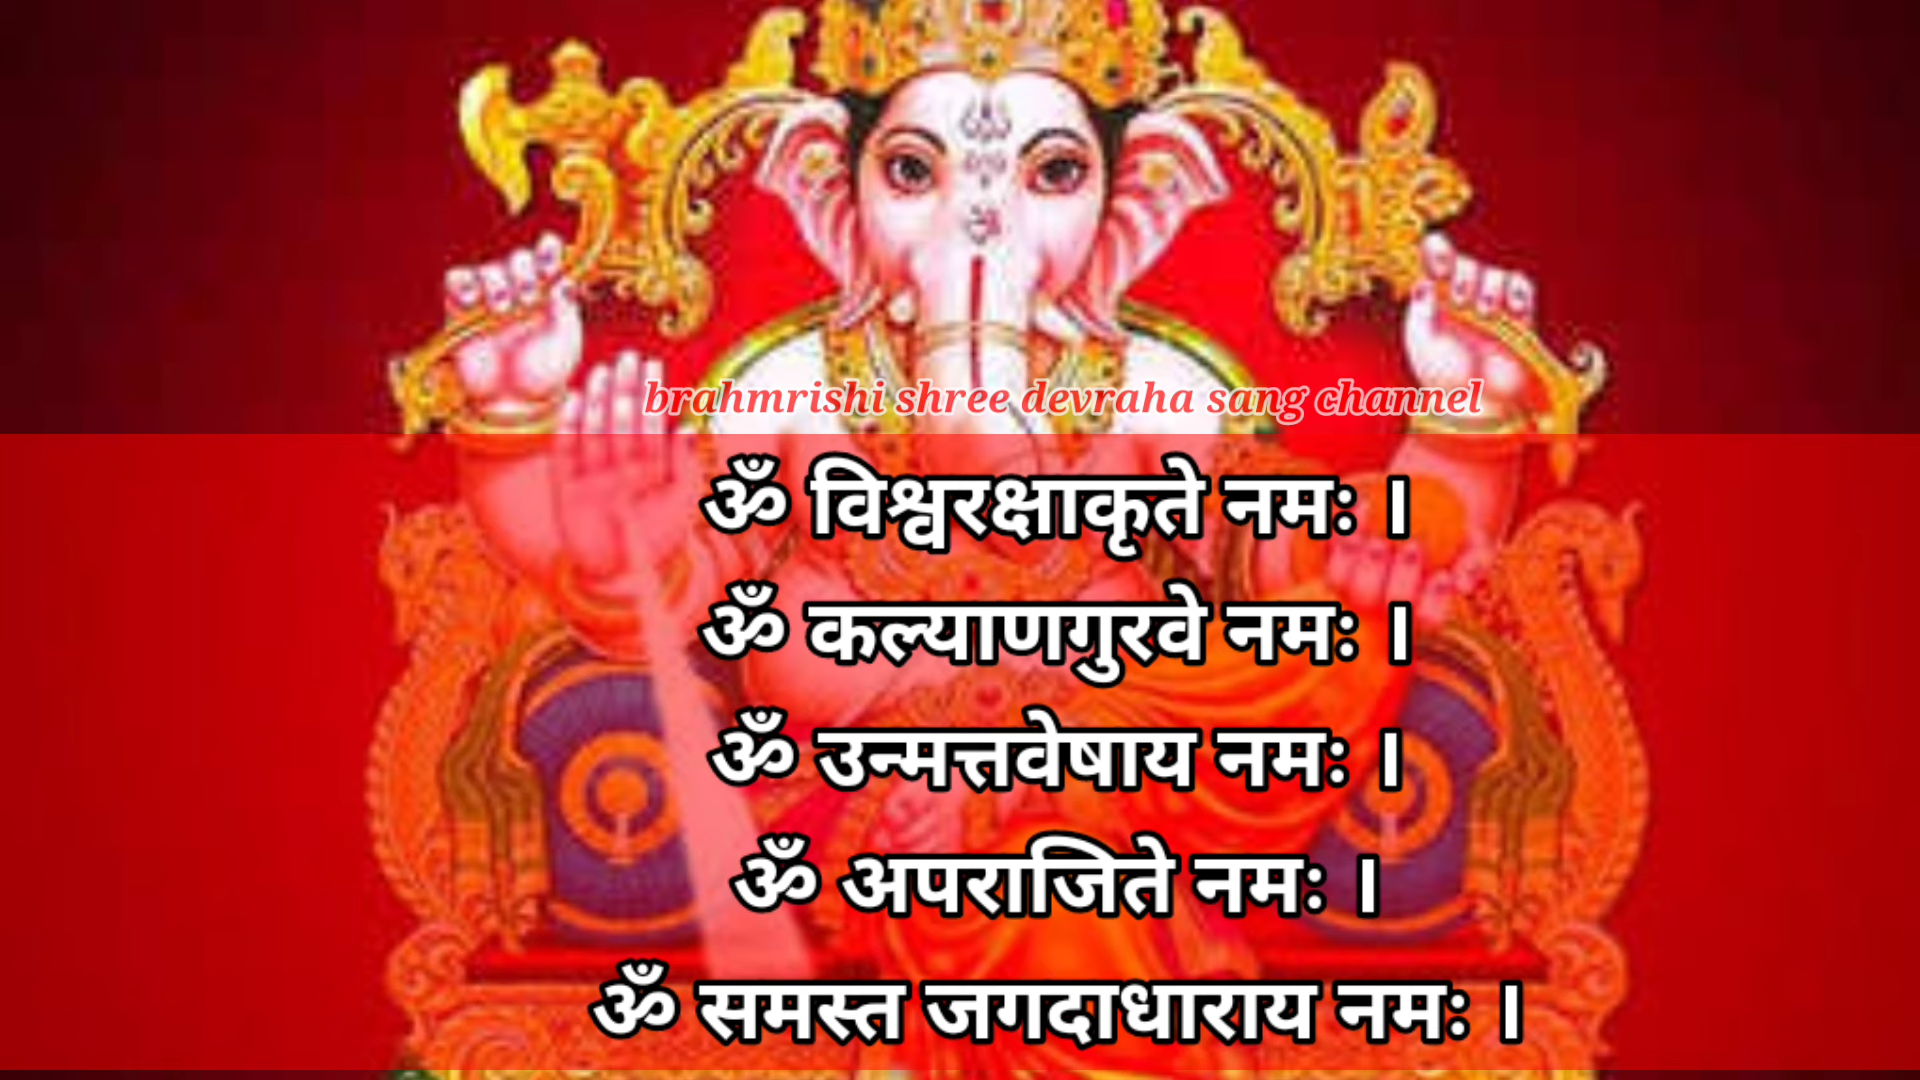 brahmrishi shree devraha sang channel
ॐ विश्वरक्षाकृते नमः ।
ॐ कल्याणगुरवे नमः ।
ॐ उन्मत्तवेषाय नमः ।
ॐ अपराजिते नमः ।
ॐ समस्त जगदाधाराय नमः ।